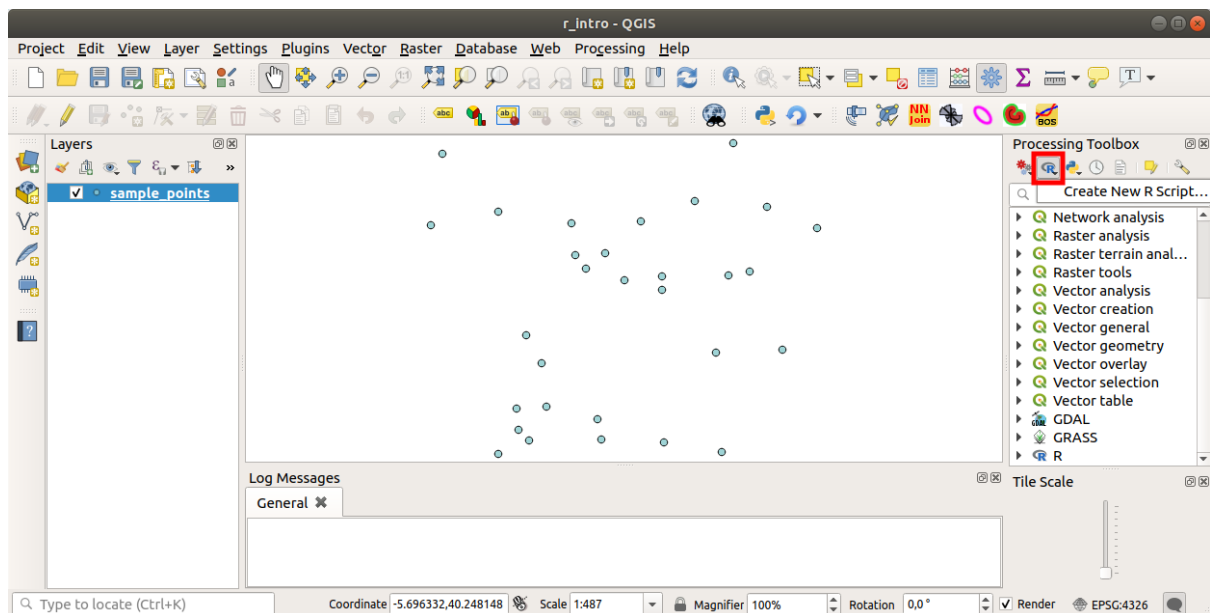 r_intro - QGIS
Project Edit View Layer Settings Plugins Vector Raster Database Web Processing Help
NN
Join
BOS
Layers
Processing Toolbox
sample_points
Create New R Script...
Network analysis
Raster analysis
Raster terrain anal...
Raster tools
Vector analysis
Vector creation
Vector general
Vector geometry
Vector overlay
Vector selection
Vector table
GDAL
GRASS
R
Log Messages
General
Tile Scale
Type to locate (Ctrl+K)
Coordinate -5.696332,40.248148 Scale 1:487 Magnifier 100% Rotation 0,0 ° Render EPSG:4326